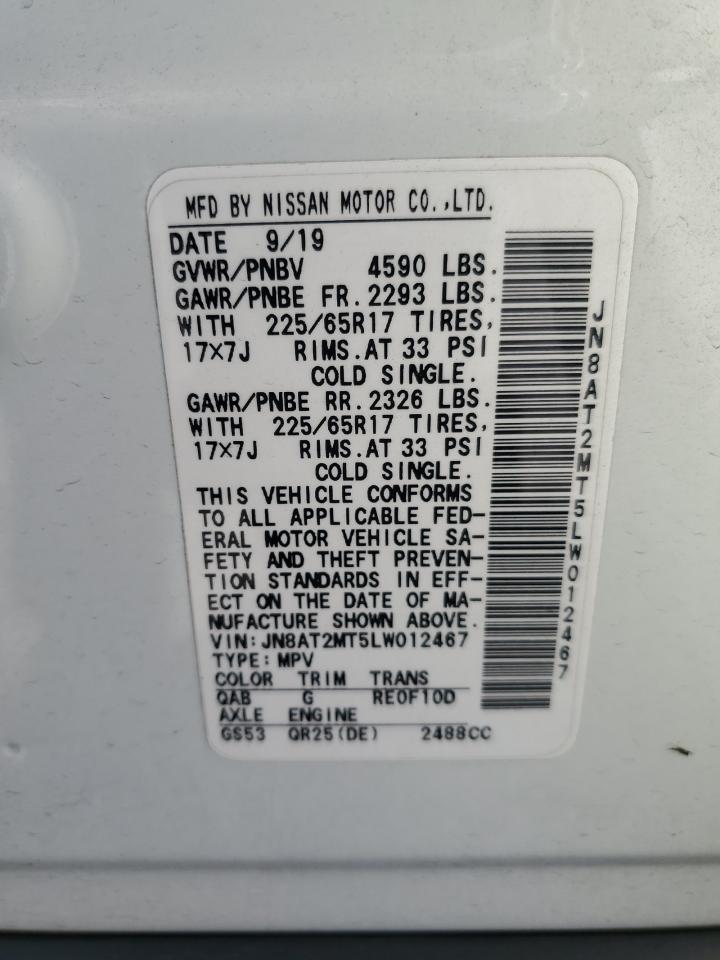 MFD BY NISSAN MOTOR CO.,LTD.
DATE 9/19
GVWR/PNBV 4590 LBS.
GAWR/PNBE FR.2293 LBS.
WITH 225/65R17 TIRES,
17×7J RIMS.AT 33 PSI
COLD SINGLE.
GAWR/PNBE RR.2326 LBS.
WITH 225/65R17 TIRES,
17×7J RIMS.AT 33 PSI
COLD SINGLE.
THIS VEHICLE CONFORMS
TO ALL APPLICABLE FED-
ERAL MOTOR VEHICLE SA-
FETY AND THEFT PREVEN-
TION STANDARDS IN EFF-
ECT ON THE DATE OF MA-
NUFACTURE SHOWN ABOVE.
VIN:JN8AT2MT5LW012467
TYPE:MPV
COLOR TRIM TRANS
QAB G RE0F10D
AXLE ENGINE
GS53 QR25(DE) 2488CC
JN8AT2MT5LW012467